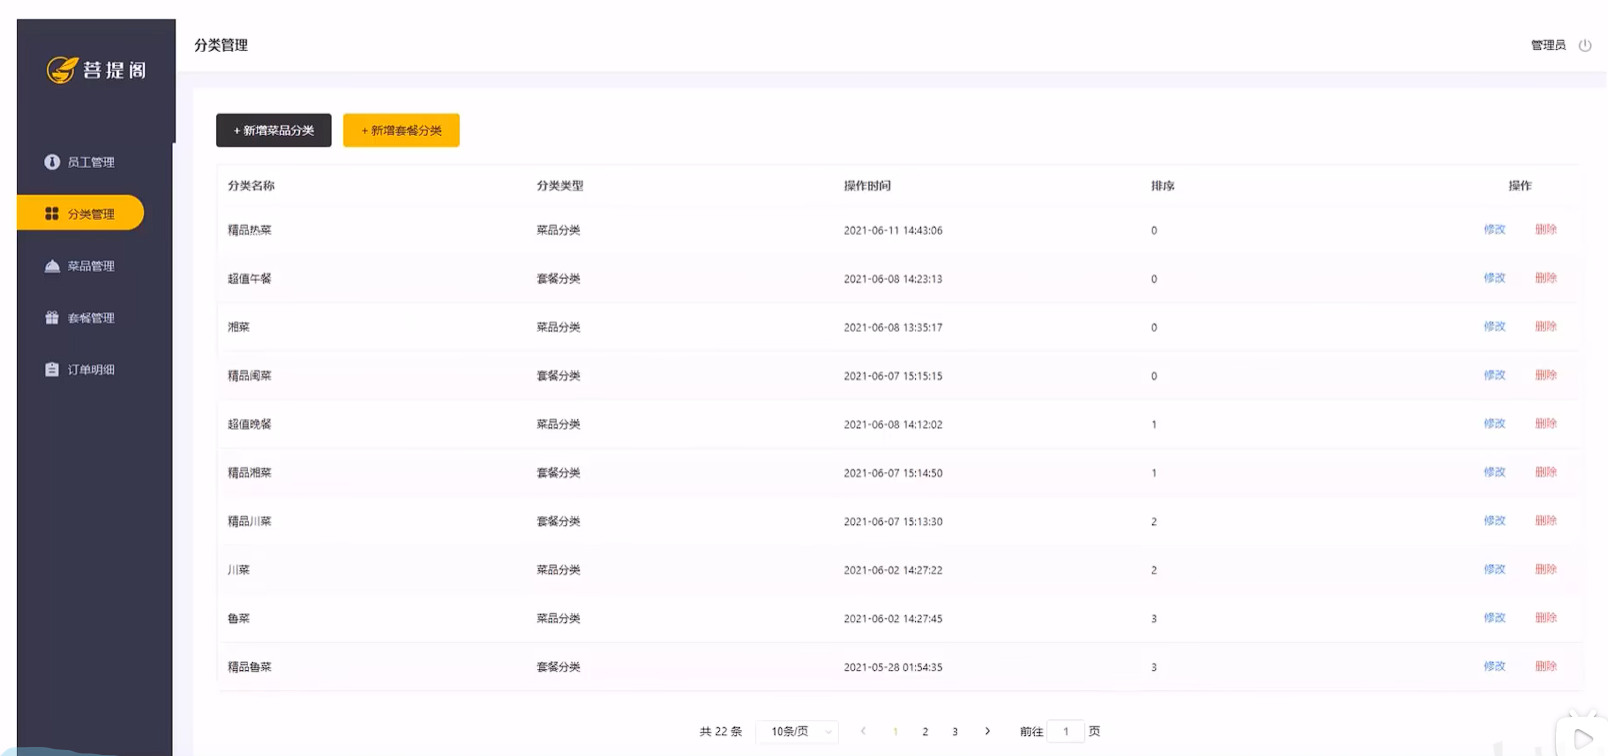 菩提阁
分类管理
管理员
员工管理
分类管理
菜品管理
套餐管理
订单明细
+ 新增菜品分类
+ 新增套餐分类
分类名称 分类类型 操作时间 排序 操作
精品热菜 菜品分类 2021-06-11 14:43:06 0 修改 删除
超值午餐 套餐分类 2021-06-08 14:23:13 0 修改 删除
湘菜 菜品分类 2021-06-08 13:35:17 0 修改 删除
精品闽菜 套餐分类 2021-06-07 15:15:15 0 修改 删除
超值晚餐 菜品分类 2021-06-08 14:12:02 1 修改 删除
精品湘菜 套餐分类 2021-06-07 15:14:50 1 修改 删除
精品川菜 套餐分类 2021-06-07 15:13:30 2 修改 删除
川菜 菜品分类 2021-06-02 14:27:22 2 修改 删除
鲁菜 菜品分类 2021-06-02 14:27:45 3 修改 删除
精品鲁菜 套餐分类 2021-05-28 01:54:35 3 修改 删除
共 22 条 10条/页 1 2 3 前往 1 页